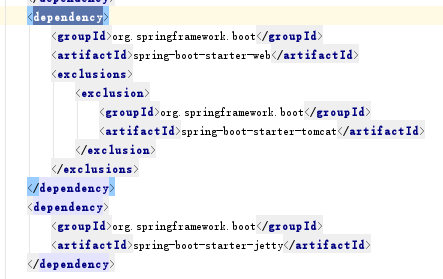 </dependency>
<dependency>
<groupId>org.springframework.boot</groupId>
<artifactId>spring-boot-starter-web</artifactId>
<exclusions>
<exclusion>
<groupId>org.springframework.boot</groupId>
<artifactId>spring-boot-starter-tomcat</artifactId>
</exclusion>
</exclusions>
</dependency>
<dependency>
<groupId>org.springframework.boot</groupId>
<artifactId>spring-boot-starter-jetty</artifactId>
</dependency>